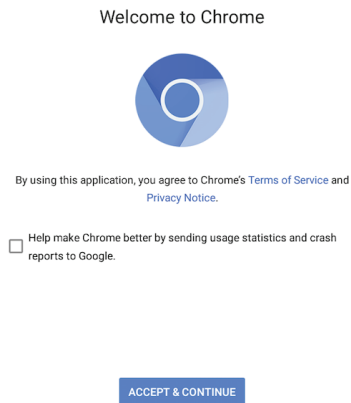 Welcome to Chrome
By using this application, you agree to Chrome's Terms of Service and
Privacy Notice.
Help make Chrome better by sending usage statistics and crash
reports to Google.
ACCEPT & CONTINUE